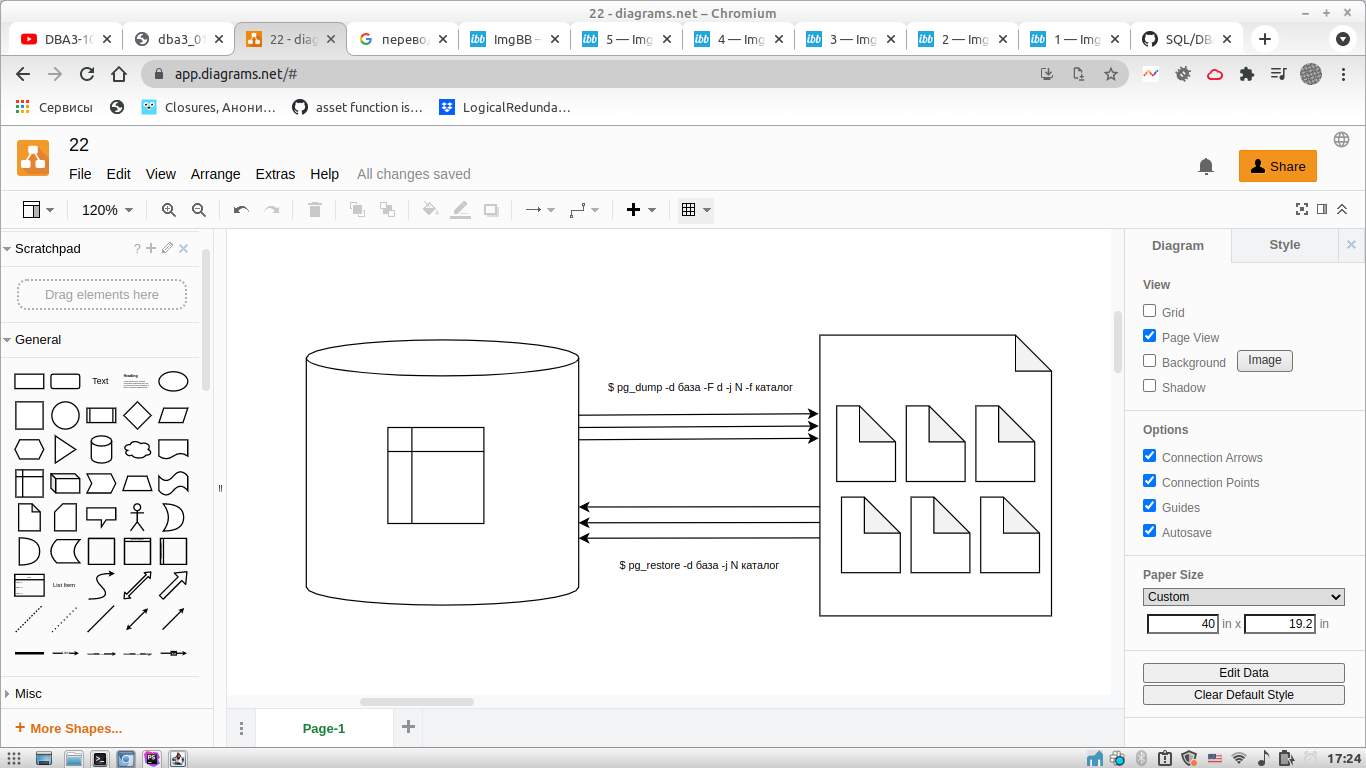 22 - diagrams.net – Chromium
DBA3-10
dba3_01
22 - diag
перевод
ImgBB —
5 — Img
4 — Img
3 — Img
2 — Img
1 — Img
SQL/DB
app.diagrams.net/#
Сервисы
Closures, Анони…
asset function is…
LogicalRedunda…
22
File Edit View Arrange Extras Help All changes saved
Share
120%
Scratchpad
?
Drag elements here
General
Text
Heading
List Item
Misc
+ More Shapes...
$ pg_dump -d база -F d -j N -f каталог
$ pg_restore -d база -j N каталог
Page-1
Diagram
Style
View
Grid
Page View
Background
Image
Shadow
Options
Connection Arrows
Connection Points
Guides
Autosave
Paper Size
Custom
40 in x 19.2 in
Edit Data
Clear Default Style
17:24